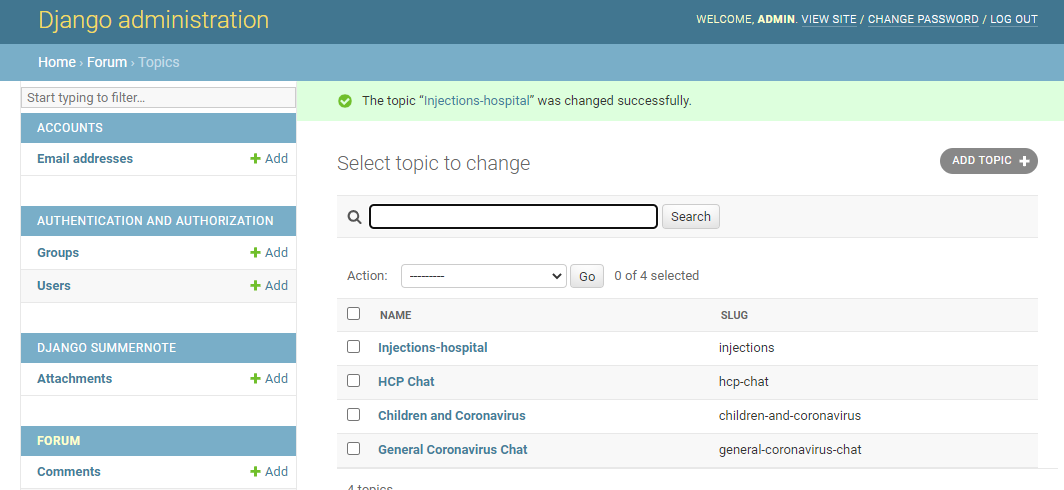 Django administration
WELCOME, ADMIN. VIEW SITE / CHANGE PASSWORD / LOG OUT
Home › Forum › Topics
Start typing to filter...
ACCOUNTS
Email addresses + Add
AUTHENTICATION AND AUTHORIZATION
Groups + Add
Users + Add
DJANGO SUMMERNOTE
Attachments + Add
FORUM
Comments + Add
The topic “Injections-hospital” was changed successfully.
Select topic to change
ADD TOPIC +
Search
Action: --------- Go 0 of 4 selected
NAME SLUG
Injections-hospital injections
HCP Chat hcp-chat
Children and Coronavirus children-and-coronavirus
General Coronavirus Chat general-coronavirus-chat
4 topics